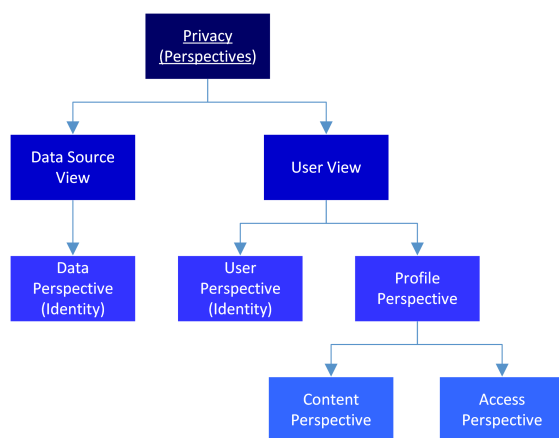 Privacy
(Perspectives)
Data Source
View
User View
Data
Perspective
(Identity)
User
Perspective
(Identity)
Profile
Perspective
Content
Perspective
Access
Perspective